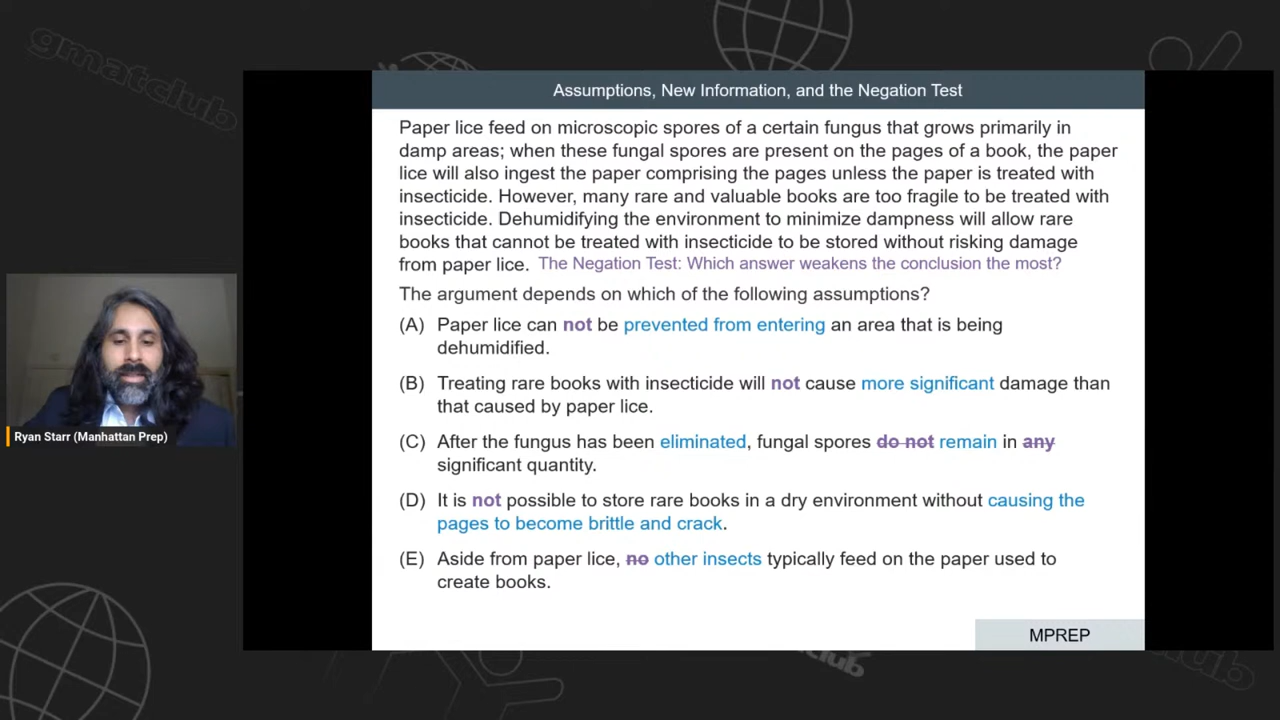 gmatclub
Assumptions, New Information, and the Negation Test
Paper lice feed on microscopic spores of a certain fungus that grows primarily in
damp areas; when these fungal spores are present on the pages of a book, the paper
lice will also ingest the paper comprising the pages unless the paper is treated with
insecticide. However, many rare and valuable books are too fragile to be treated with
insecticide. Dehumidifying the environment to minimize dampness will allow rare
books that cannot be treated with insecticide to be stored without risking damage
from paper lice. The Negation Test: Which answer weakens the conclusion the most?
The argument depends on which of the following assumptions?
(A) Paper lice can not be prevented from entering an area that is being
dehumidified.
(B) Treating rare books with insecticide will not cause more significant damage than
that caused by paper lice.
(C) After the fungus has been eliminated, fungal spores do not remain in any
significant quantity.
(D) It is not possible to store rare books in a dry environment without causing the
pages to become brittle and crack.
(E) Aside from paper lice, no other insects typically feed on the paper used to
create books.
Ryan Starr (Manhattan Prep)
MPREP
club